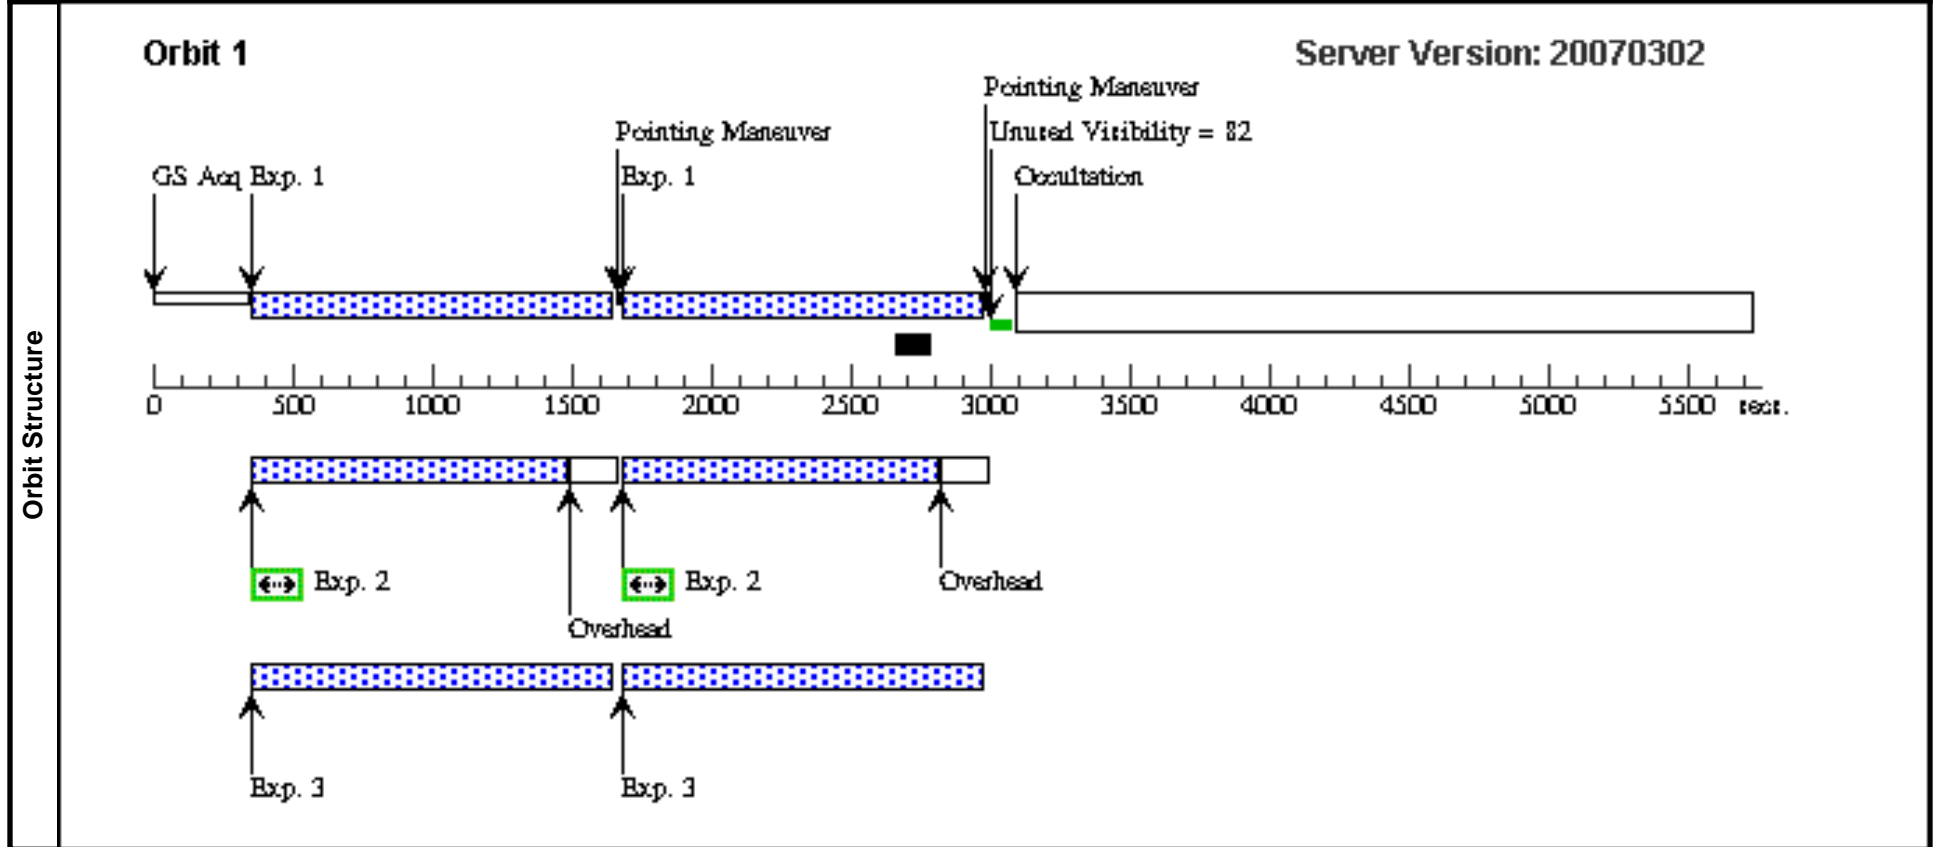 Orbit Structure
Orbit 1
Server Version: 20070302
Pointing Maneuver
Pointing Maneuver
Unused Visibility = 82
GS Acq
Exp. 1
Exp. 1
Occultation
0 500 1000 1500 2000 2500 3000 3500 4000 4500 5000 5500 secs.
Exp. 2
Exp. 2
Overhead
Overhead
Exp. 3
Exp. 3